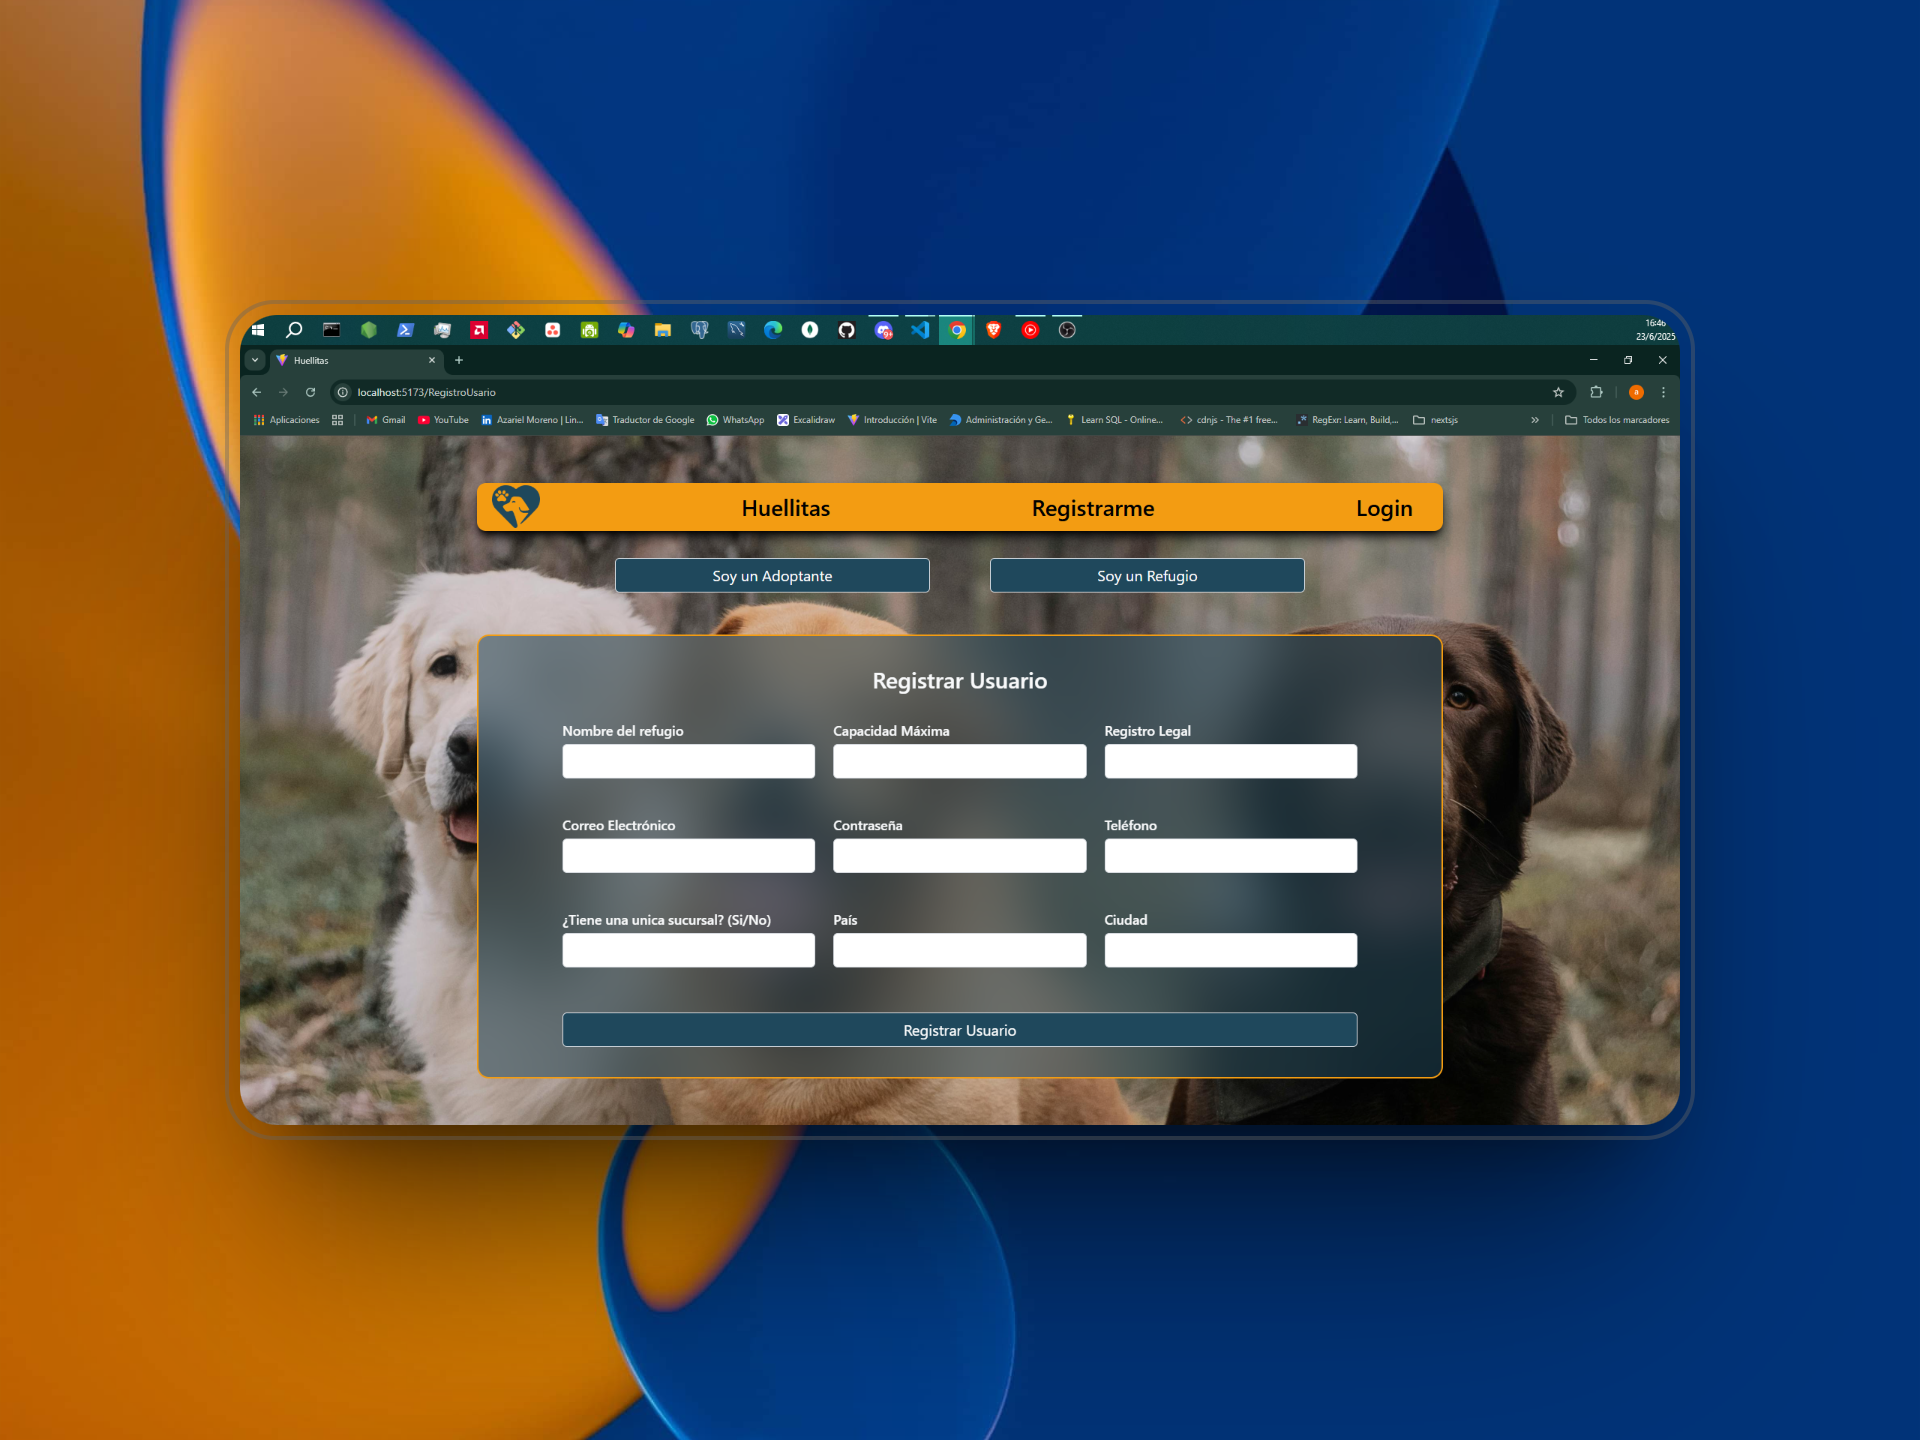 16:46
23/6/2025
Huellitas
localhost:5173/RegistroUsario
Aplicaciones Gmail YouTube Azariel Moreno | Lin... Traductor de Google WhatsApp Excalidraw Introducción | Vite Administración y Ge... Learn SQL - Online... cdnjs - The #1 free... RegExr: Learn, Build,... nextsjs » Todos los marcadores
Huellitas Registrarme Login
Soy un Adoptante Soy un Refugio
Registrar Usuario
Nombre del refugio Capacidad Máxima Registro Legal
Correo Electrónico Contraseña Teléfono
¿Tiene una unica sucursal? (Si/No) País Ciudad
Registrar Usuario